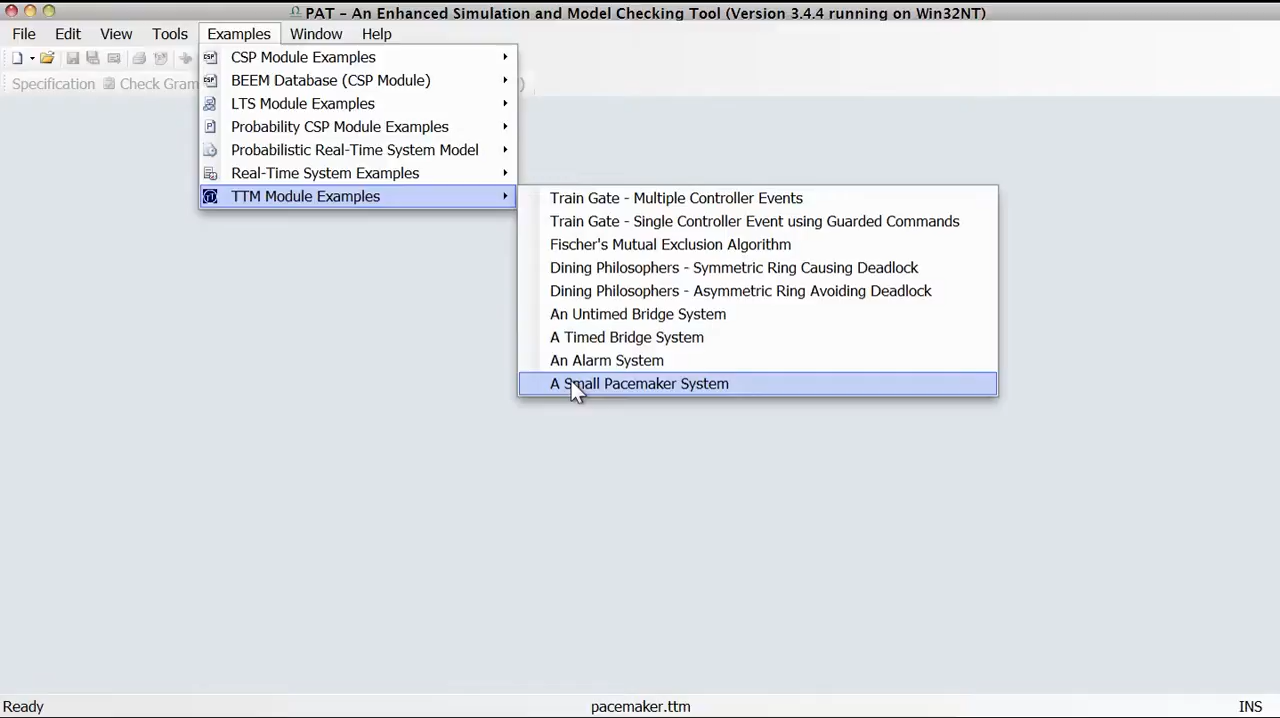 PAT - An Enhanced Simulation and Model Checking Tool (Version 3.4.4 running on Win32NT)
File Edit View Tools Examples Window Help
Specification Check Gram
CSP Module Examples
BEEM Database (CSP Module)
LTS Module Examples
Probability CSP Module Examples
Probabilistic Real-Time System Model
Real-Time System Examples
TTM Module Examples
Train Gate - Multiple Controller Events
Train Gate - Single Controller Event using Guarded Commands
Fischer's Mutual Exclusion Algorithm
Dining Philosophers - Symmetric Ring Causing Deadlock
Dining Philosophers - Asymmetric Ring Avoiding Deadlock
An Untimed Bridge System
A Timed Bridge System
An Alarm System
A Small Pacemaker System
Ready pacemaker.ttm INS